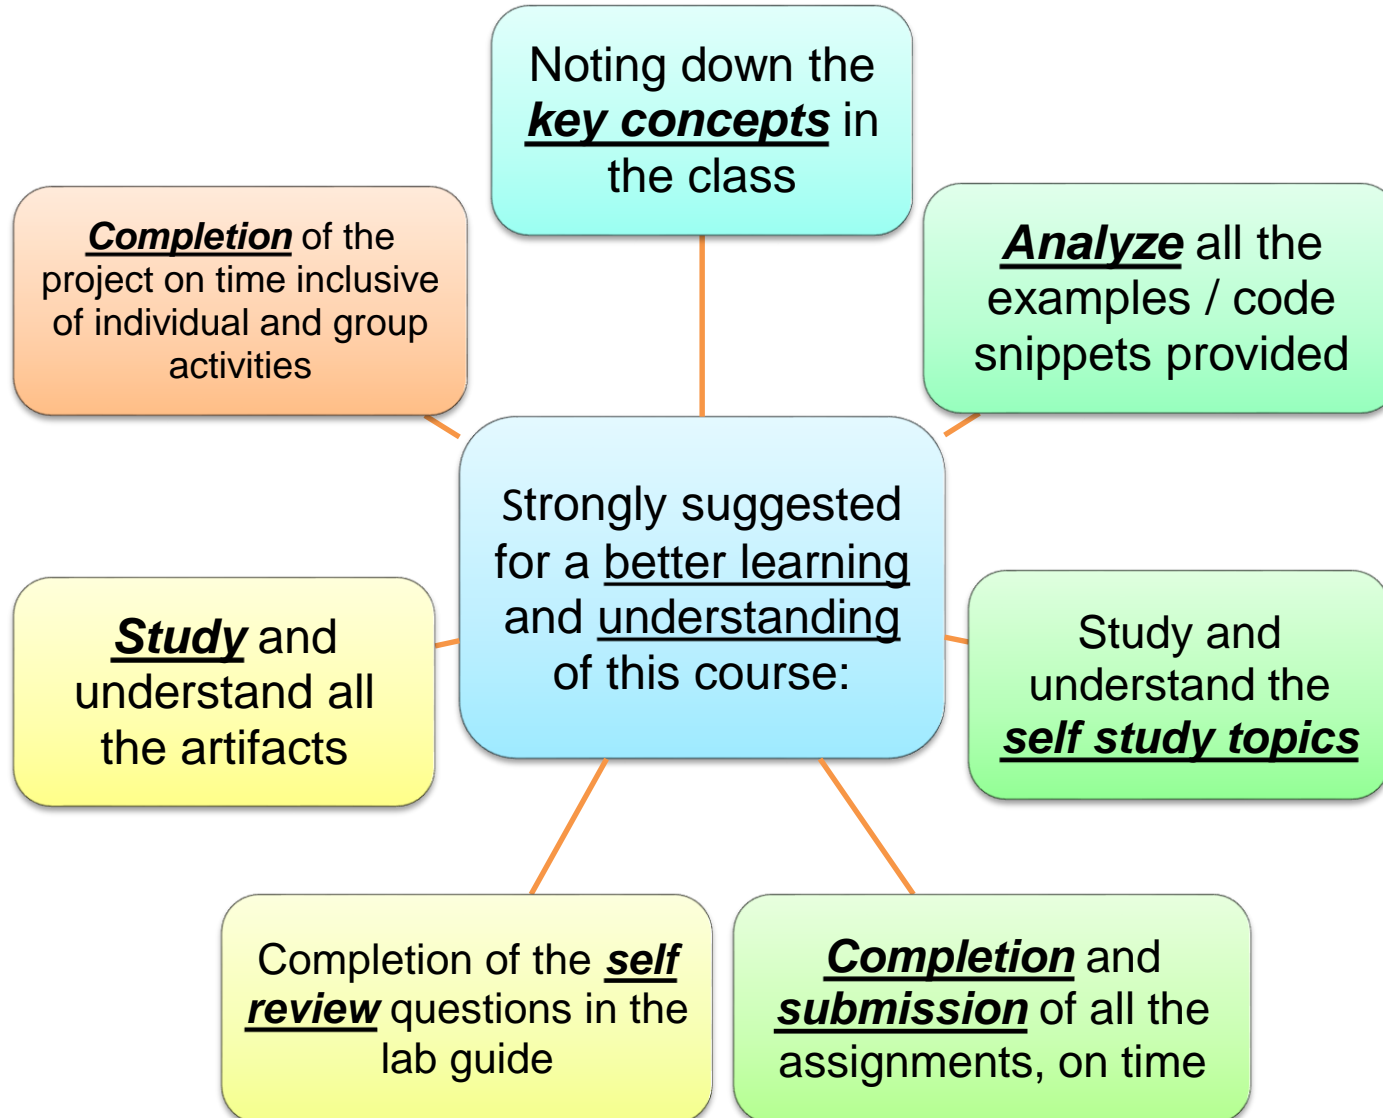 Noting down the
key concepts in
the class
Completion of the
project on time inclusive
of individual and group
activities
Analyze all the
examples / code
snippets provided
Strongly suggested
for a better learning
and understanding
of this course:
Study and
understand all
the artifacts
Study and
understand the
self study topics
Completion of the self
review questions in the
lab guide
Completion and
submission of all the
assignments, on time